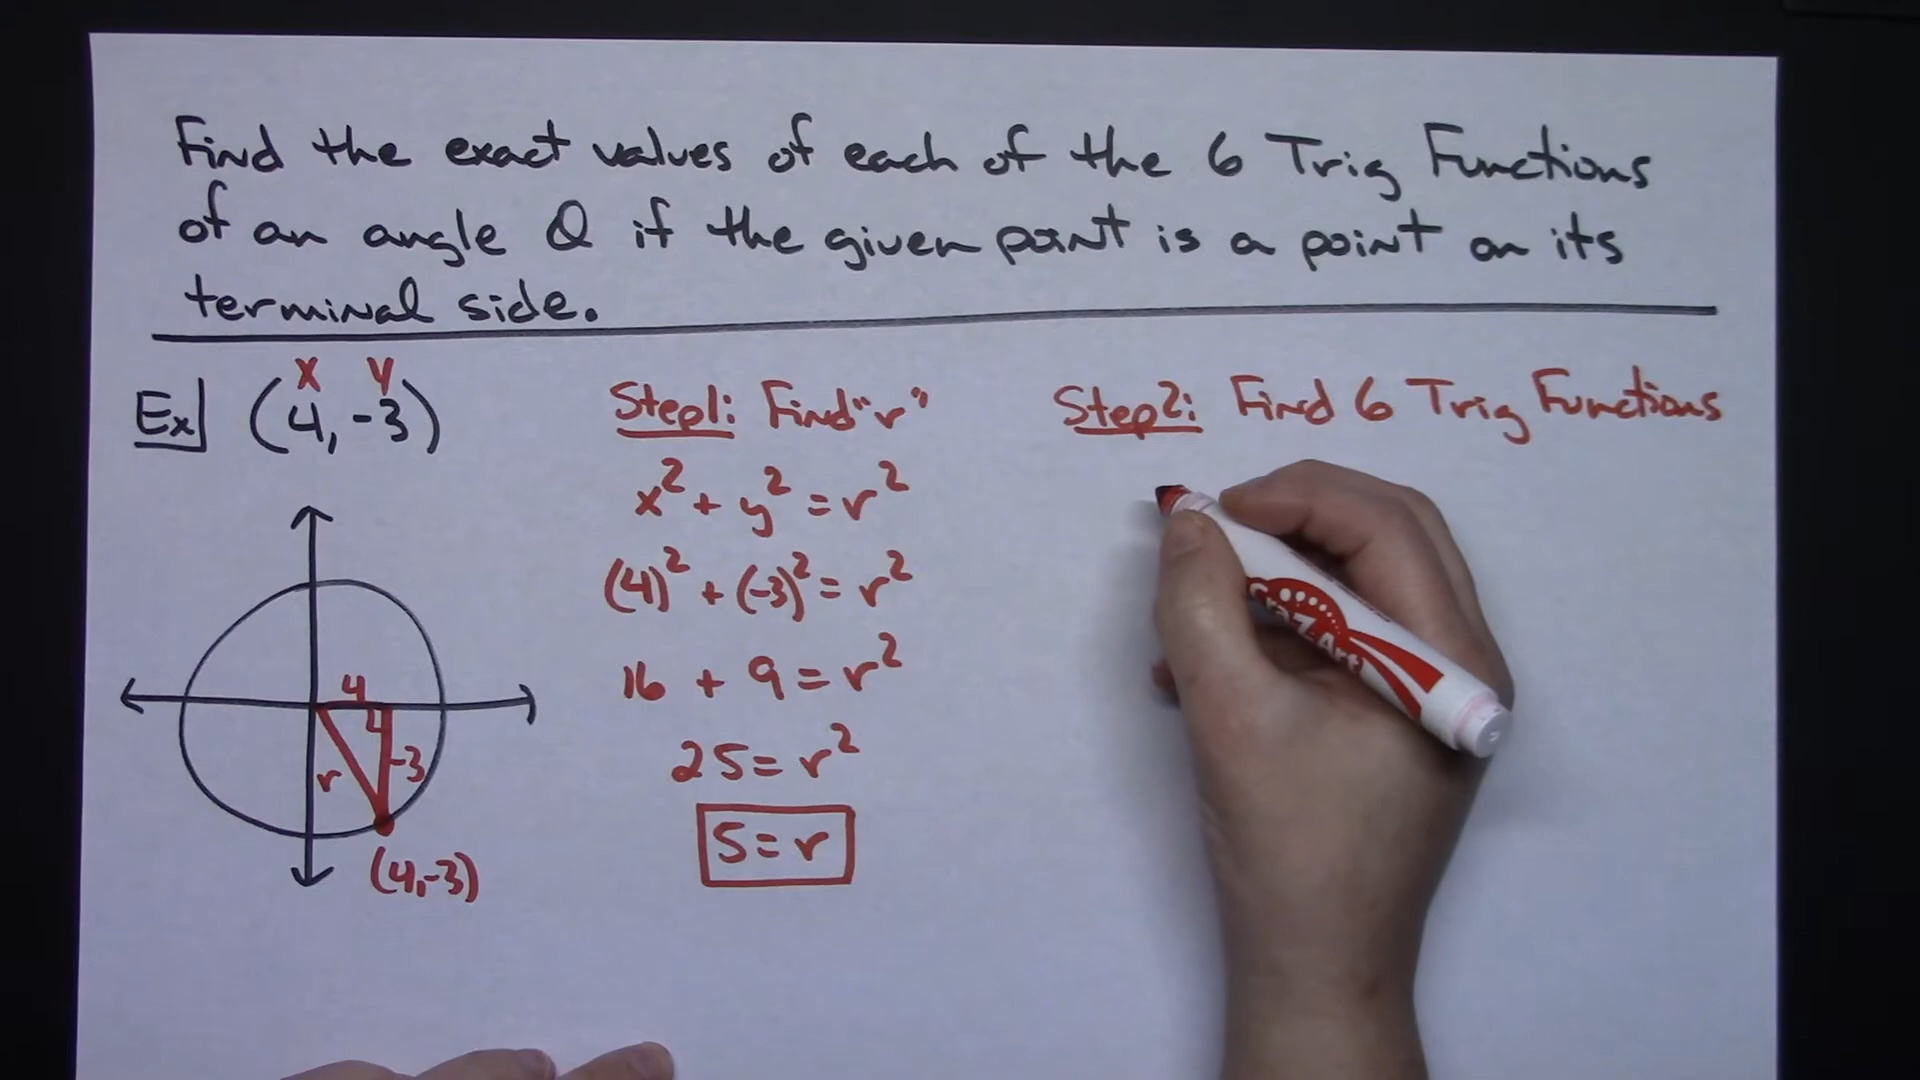 Find the exact values of each of the 6 Trig Functions
of an angle θ if the given point is a point on its
terminal side.
Ex
x y
(4,-3)
4
r
-3
(4,-3)
Step1: Find "r"
x² + y² = r²
(4)² + (-3)² = r²
16 + 9 = r²
25 = r²
5 = r
Step2: Find 6 Trig Functions
CraZArt